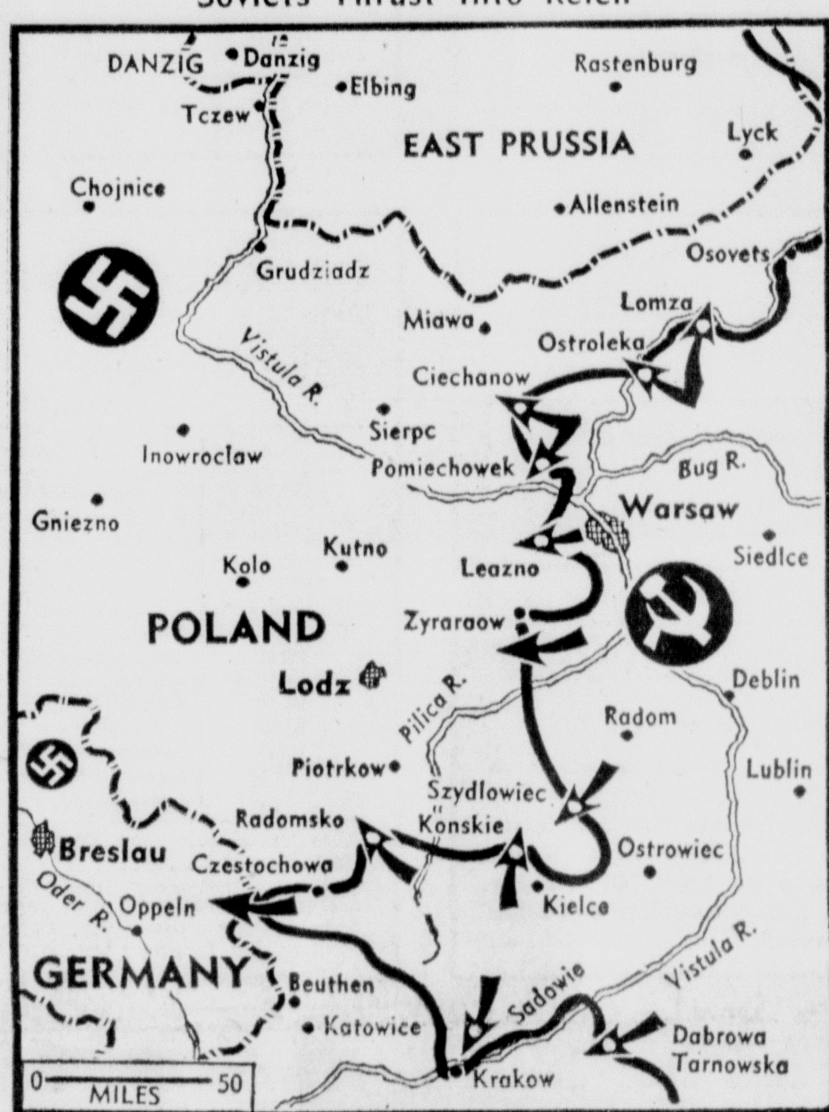 Soviets Thrust Into Reich
DANZIG
Danzig
Elbing
Rastenburg
Tczew
EAST PRUSSIA
Lyck
Chojnice
Allenstein
Osovets
Grudziadz
Lomza
Miawa
Ostroleka
Vistula R.
Ciechanow
Sierpc
Inowrocław
Pomiechowek
Bug R.
Gniezno
Warsaw
Kutno
Siedlce
Kolo
Leazno
Zyraraow
POLAND
Lodz
Pilica R.
Deblin
Radom
Piotrkow
Lublin
Szydlowiec
Radomsko
Konskie
Breslau
Ostrowiec
Czestochowa
Oder R.
Oppeln
Kielce
Vistula R.
GERMANY
Beuthen
Sadowie
Katowice
Dabrowa
Tarnowska
Krakow
0 50
MILES